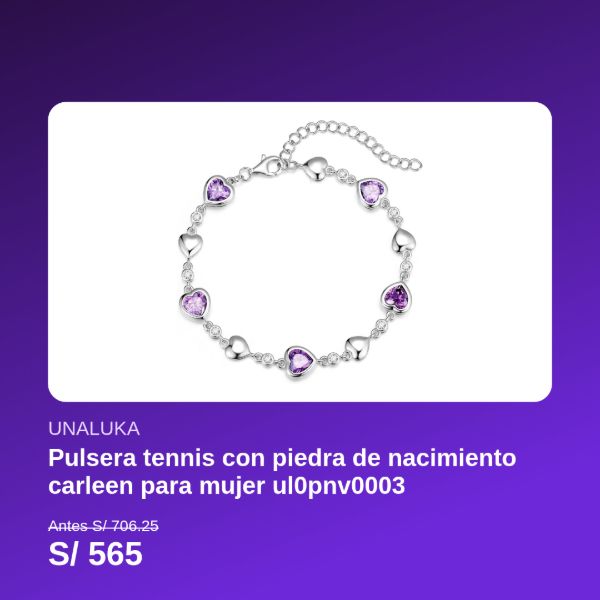 UNALUKA
Pulsera tennis con piedra de nacimiento
carleen para mujer ul0pnv0003
Antes S/ 706.25
S/ 565